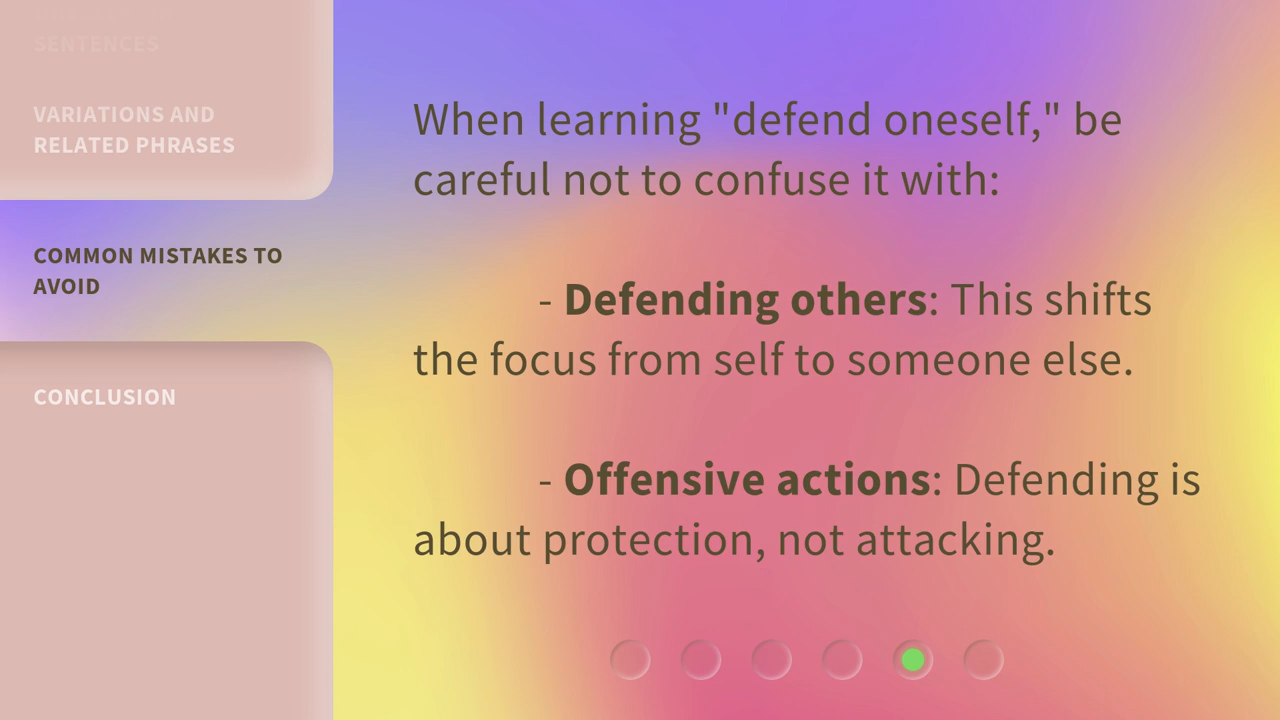 SENTENCES
VARIATIONS AND
RELATED PHRASES
COMMON MISTAKES TO
AVOID
CONCLUSION
When learning "defend oneself," be
careful not to confuse it with:
- Defending others: This shifts
the focus from self to someone else.
- Offensive actions: Defending is
about protection, not attacking.